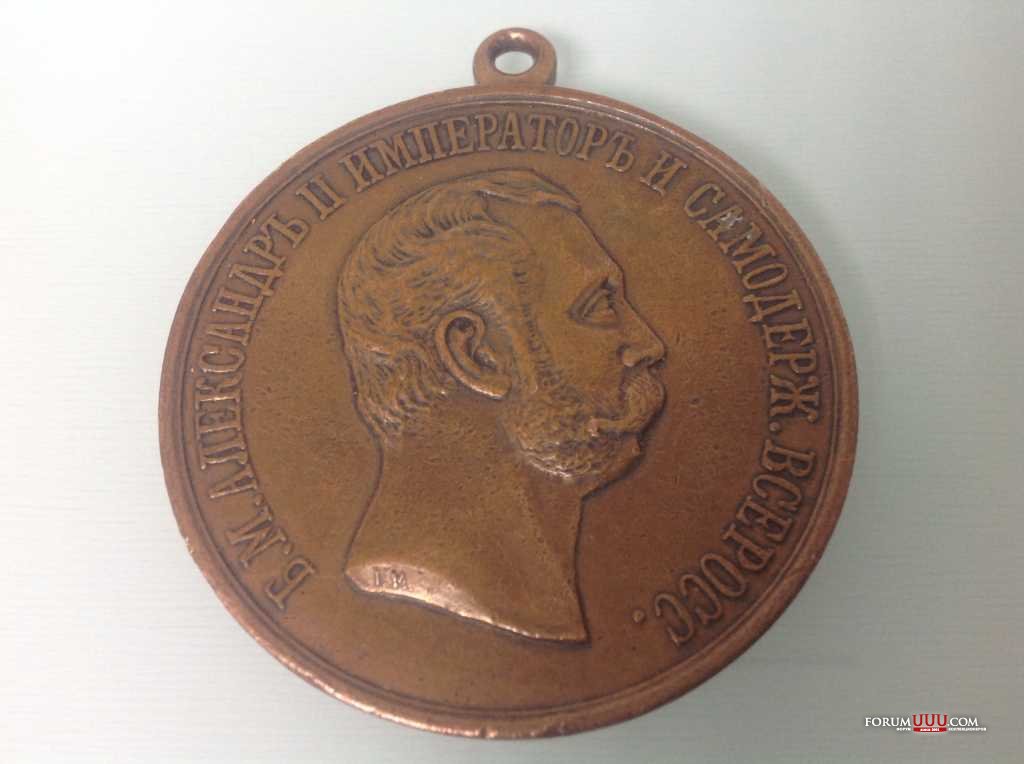 Б.М.АЛЕКСАНДРЪ II ИМПЕРАТОРЪ И САМОДЕРЖ.ВСЕРОСС.
FORUMUUU.COM